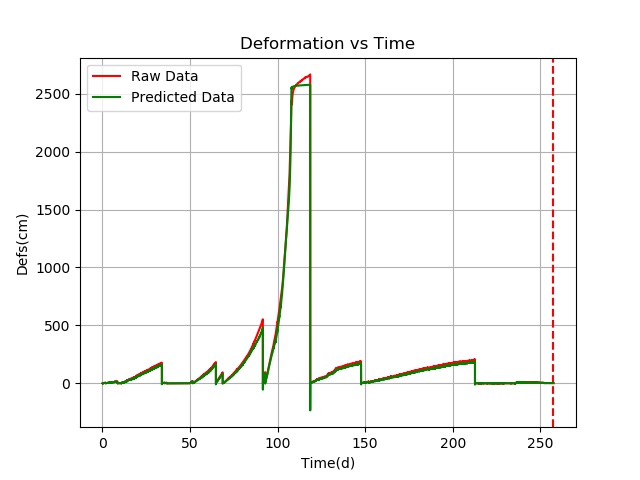 Deformation vs Time
Raw Data
Predicted Data
2500
2000
1500
1000
500
0
Defs(cm)
0 50 100 150 200 250
Time(d)